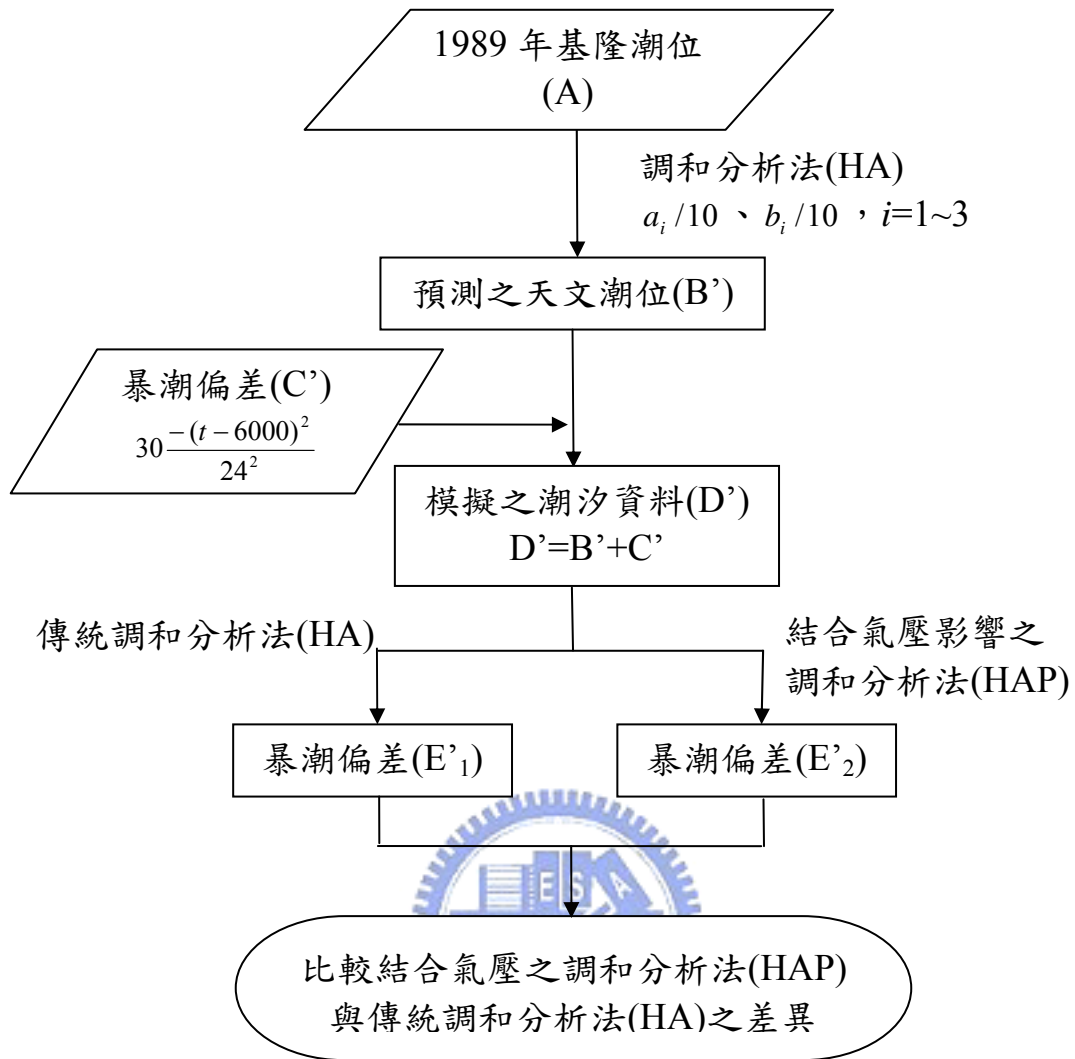 1989 年基隆潮位
(A)
調和分析法(HA)
a_i /10 、 b_i /10 ，i=1~3
預測之天文潮位(B’)
暴潮偏差(C’)
30 \frac{-(t-6000)^2}{24^2}
模擬之潮汐資料(D’)
D’=B’+C’
傳統調和分析法(HA)
結合氣壓影響之
調和分析法(HAP)
暴潮偏差(E’₁)
暴潮偏差(E’₂)
E S A
比較結合氣壓之調和分析法(HAP)
與傳統調和分析法(HA)之差異